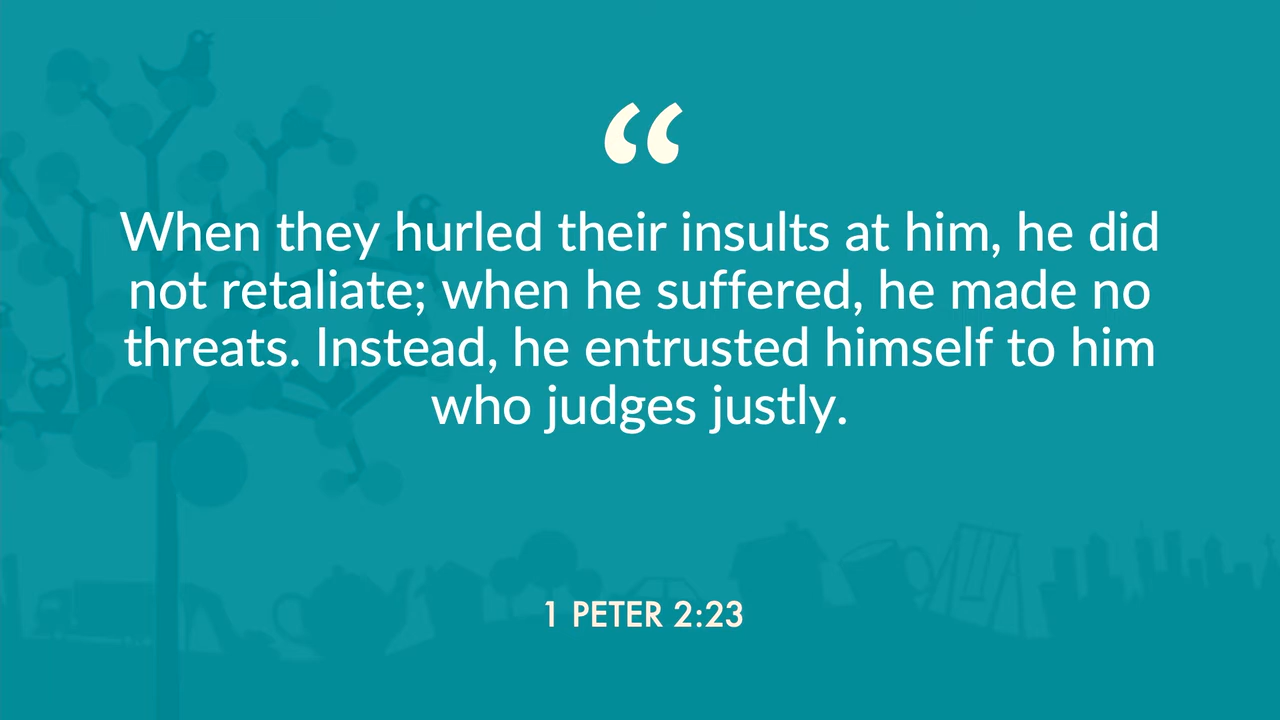 “
When they hurled their insults at him, he did
not retaliate; when he suffered, he made no
threats. Instead, he entrusted himself to him
who judges justly.
1 PETER 2:23